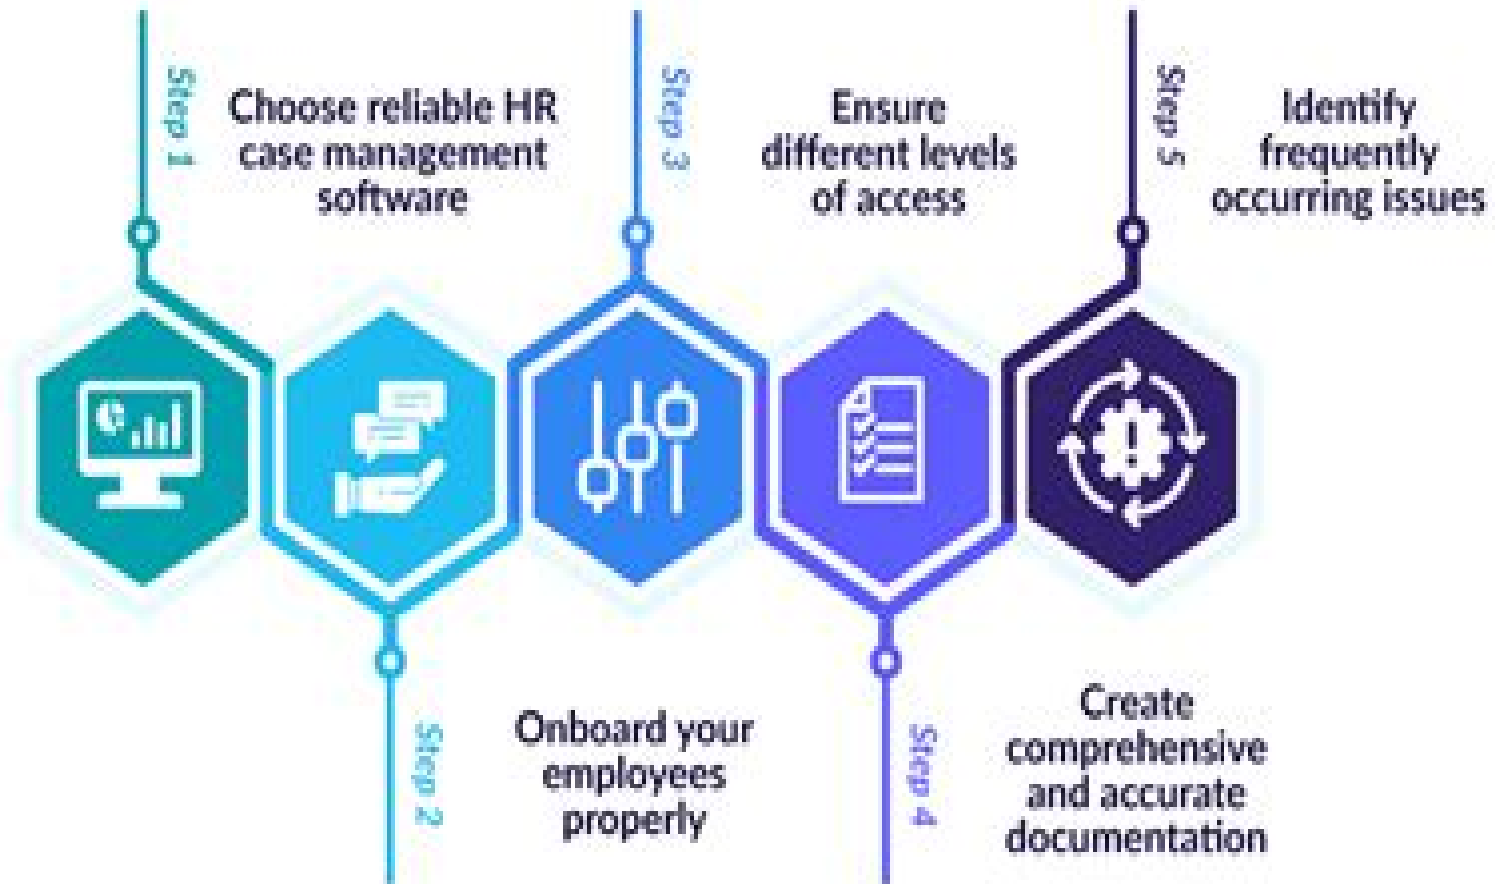 Step 1
Choose reliable HR
case management
software
Step 2
Onboard your
employees
properly
Step 3
Ensure
different levels
of access
Step 4
Create
comprehensive
and accurate
documentation
Step 5
Identify
frequently
occurring issues